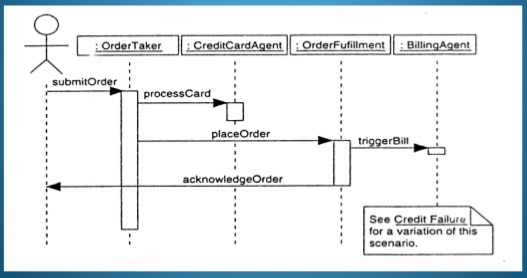 : OrderTaker
: CreditCardAgent
: OrderFufillment
: BillingAgent
submitOrder
processCard
placeOrder
triggerBill
acknowledgeOrder
See Credit Failure
for a variation of this
scenario.